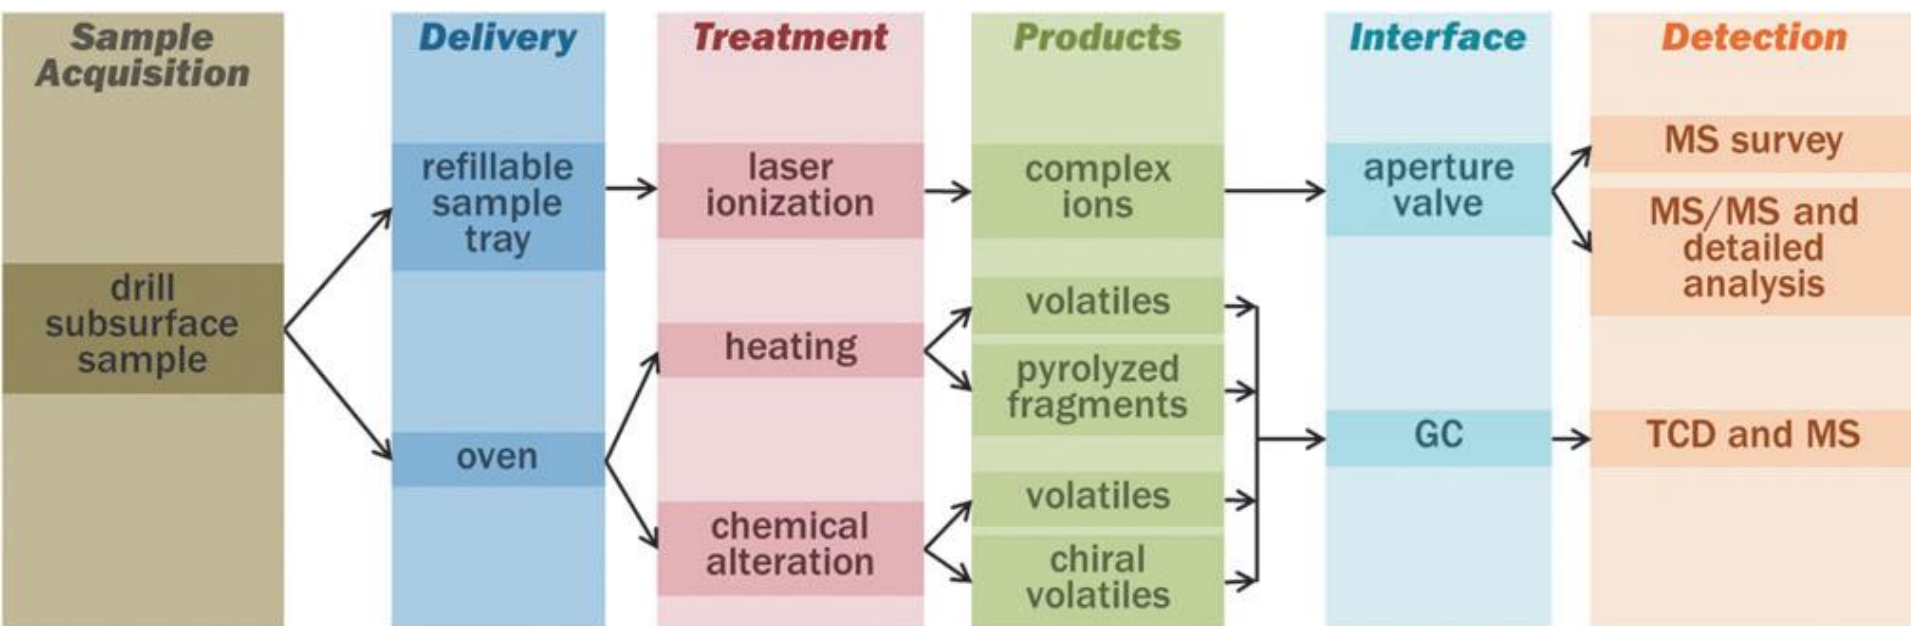 Sample
Acquisition
drill
subsurface
sample
Delivery
refillable
sample
tray
oven
Treatment
laser
ionization
heating
chemical
alteration
Products
complex
ions
volatiles
pyrolyzed
fragments
volatiles
chiral
volatiles
Interface
aperture
valve
GC
Detection
MS survey
MS/MS and
detailed
analysis
TCD and MS